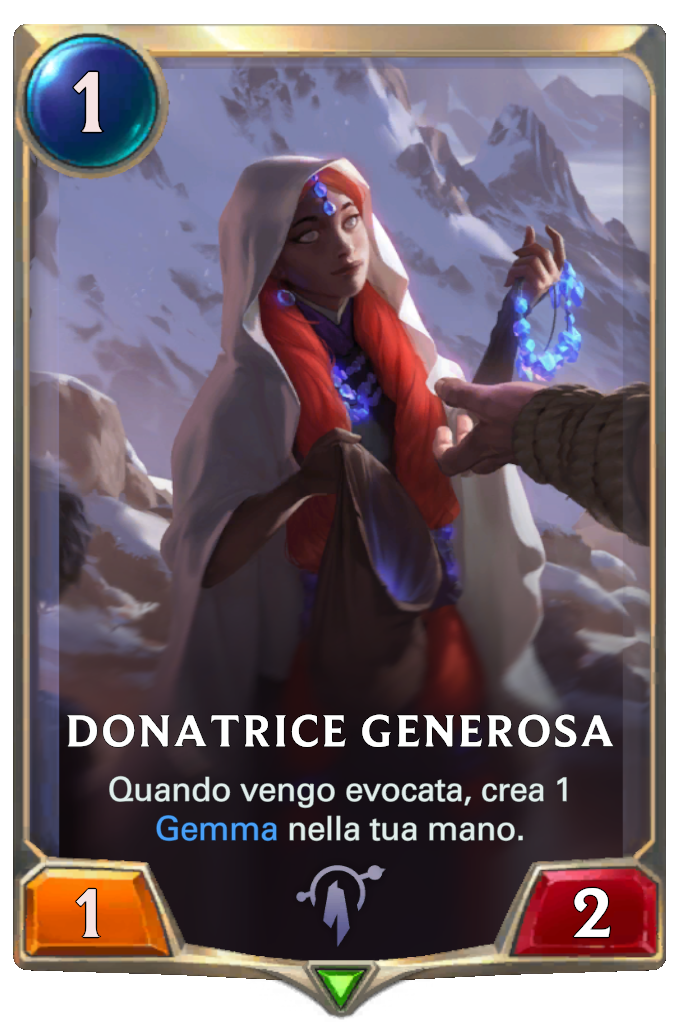 1
DONATRICE GENEROSA
Quando vengo evocata, crea 1
Gemma nella tua mano.
1
2